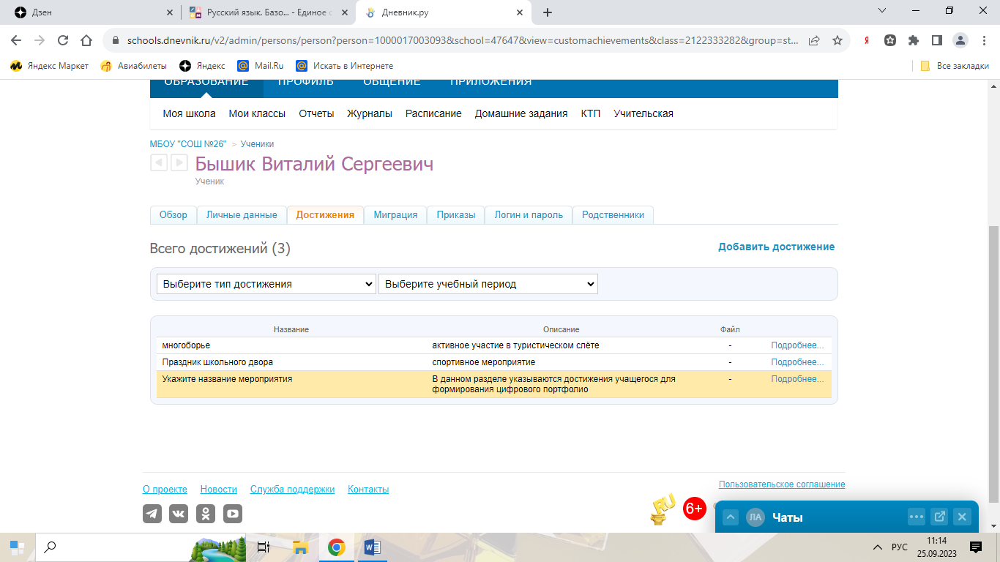 Дзен
Русский язык. Базо... - Единое с
Дневник.ру
schools.dnevnik.ru/v2/admin/persons/person?person=1000017003093&school=47647&view=customachievements&class=2122333282&group=st...
Я
Яндекс Маркет
Авиабилеты
Яндекс
Mail.Ru
Искать в Интернете
Все закладки
ОБРАЗОВАНИЕ
ПРОФИЛЬ
ОБЩЕНИЕ
ПРИЛОЖЕНИЯ
Моя школа Мои классы Отчеты Журналы Расписание Домашние задания КТП Учительская
МБОУ "СОШ №26" > Ученики
Бышик Виталий Сергеевич
Ученик
Обзор
Личные данные
Достижения
Миграция
Приказы
Логин и пароль
Родственники
Всего достижений (3)
Добавить достижение
Выберите тип достижения
Выберите учебный период
Название Описание Файл
многоборье активное участие в туристическом слёте - Подробнее...
Праздник школьного двора спортивное мероприятие - Подробнее...
Укажите название мероприятия В данном разделе указываются достижения учащегося для - Подробнее...
формирования цифрового портфолио
О проекте Новости Служба поддержки Контакты
Пользовательское соглашение
RU
6+
ЛА Чаты
РУС
11:14
25.09.2023